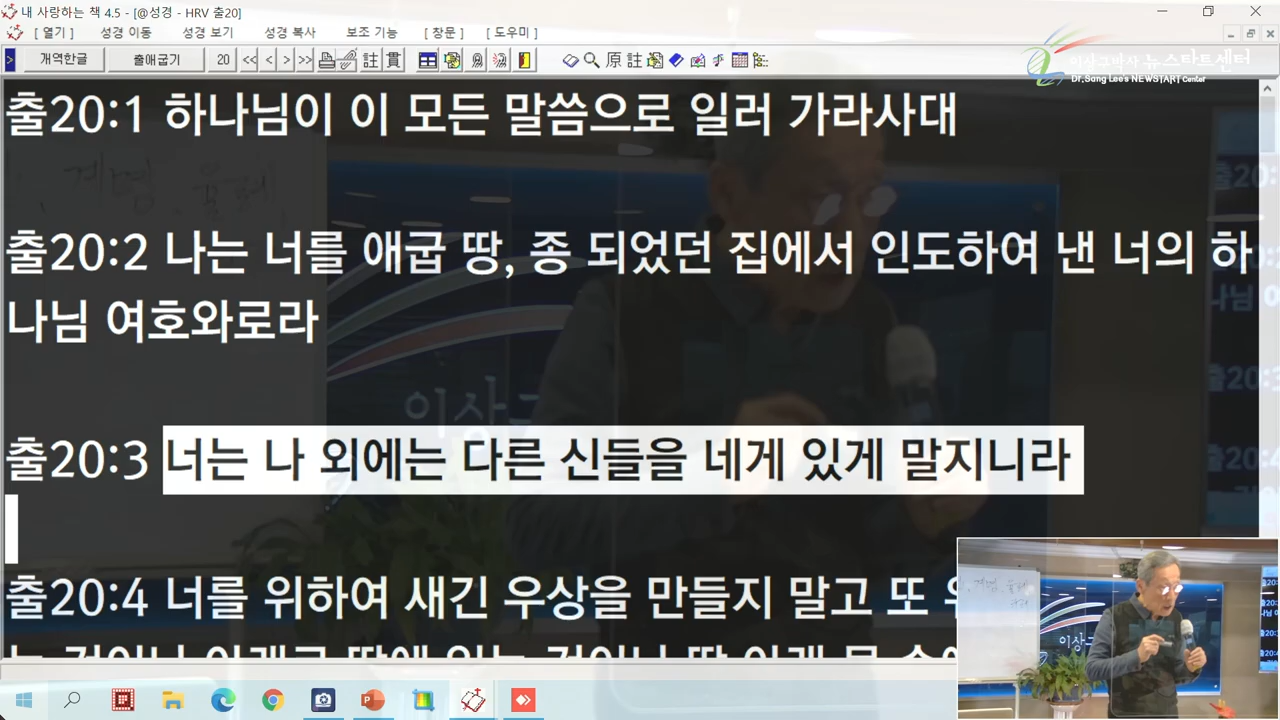 내 사랑하는 책 4.5 - [@성경 - HRV 출20]
[ 열기 ] 성경 이동 성경 보기 성경 복사 보조 기능 [ 창문 ] [ 도우미 ]
개역한글 출애굽기 20 << < > >> 註 貫 原 註
이상구박사 뉴스타트센터
Dr.Sang Lee's NEWSTART Center
출20:1 하나님이 이 모든 말씀으로 일러 가라사대
출20:2 나는 너를 애굽 땅, 종 되었던 집에서 인도하여 낸 너의 하
나님 여호와로라
출20:3 너는 나 외에는 다른 신들을 네게 있게 말지니라
출20:4 너를 위하여 새긴 우상을 만들지 말고 또